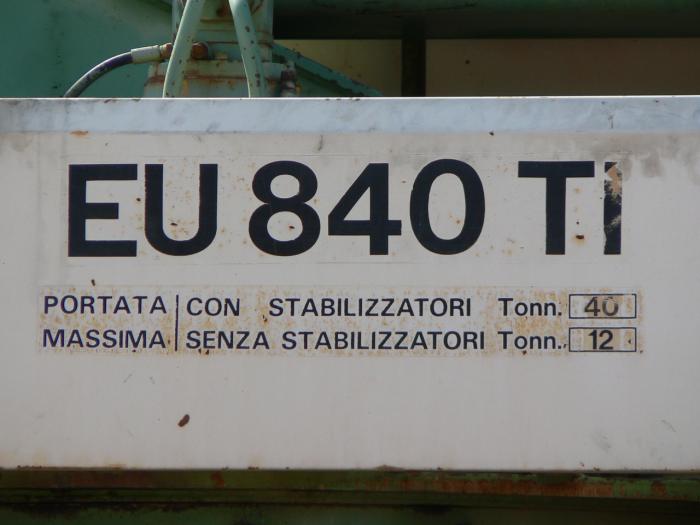 EU 840 TI
PORTATA CON STABILIZZATORI Tonn. 40
MASSIMA SENZA STABILIZZATORI Tonn. 12